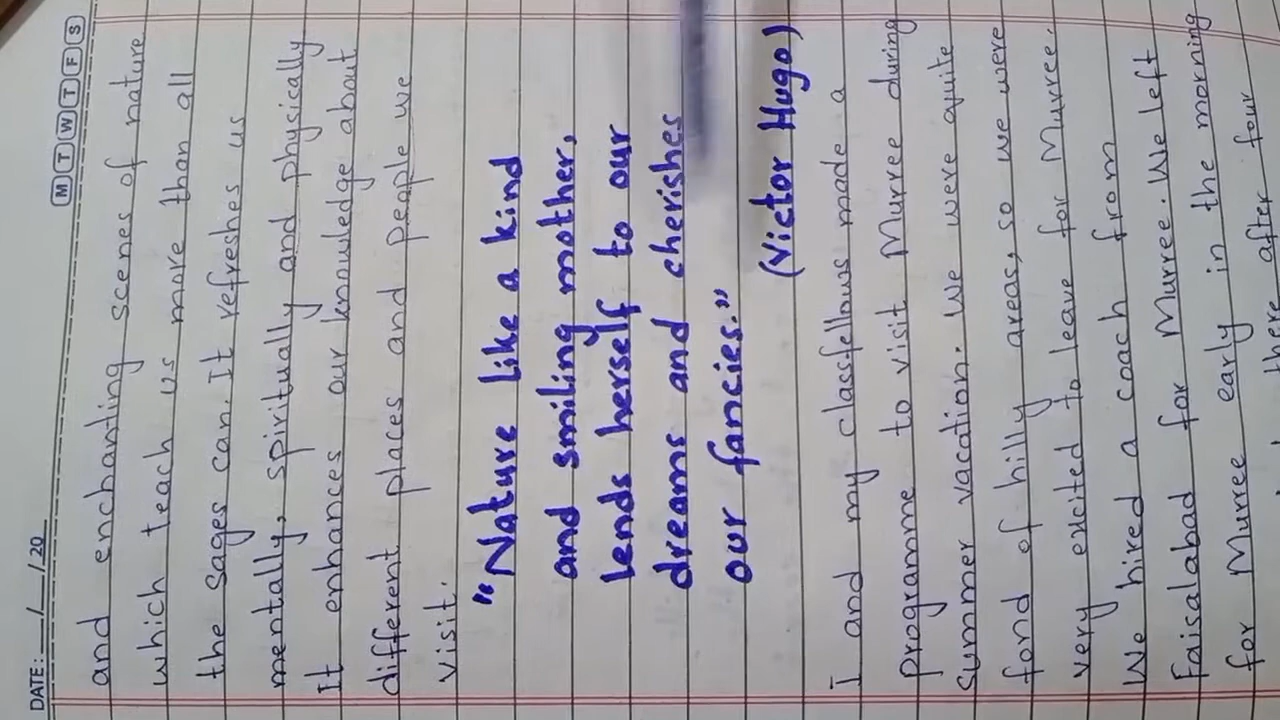 M T W T F S
DATE: __/__/20
and enchanting scenes of nature
which teach us more than all
the sages can. It refreshes us
mentally, spiritually and physically
It enhances our knowledge about
different places and people we
visit.
"Nature like a kind
and smiling mother,
lends herself to our
dreams and cherishes
our fancies."
(Victor Hugo)
I and my classfellows made a
programme to visit Murree during
summer vacation. We were quite
fond of hilly areas, so we were
very excited to leave for Murree.
We hired a coach from
Faisalabad for Murree. We left
for Murree early in the morning
there after four